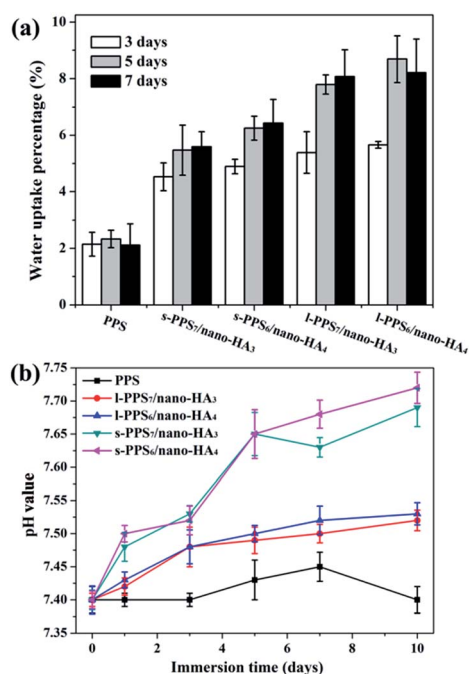 (a)
3 days
5 days
7 days
Water uptake percentage (%)
10
8
6
4
2
0
PPS
s-PPS₇/nano-HA₃
s-PPS₆/nano-HA₄
l-PPS₇/nano-HA₃
l-PPS₆/nano-HA₄
(b)
PPS
l-PPS₇/nano-HA₃
l-PPS₆/nano-HA₄
s-PPS₇/nano-HA₃
s-PPS₆/nano-HA₄
pH value
7.75
7.70
7.65
7.60
7.55
7.50
7.45
7.40
7.35
0 2 4 6 8 10
Immersion time (days)